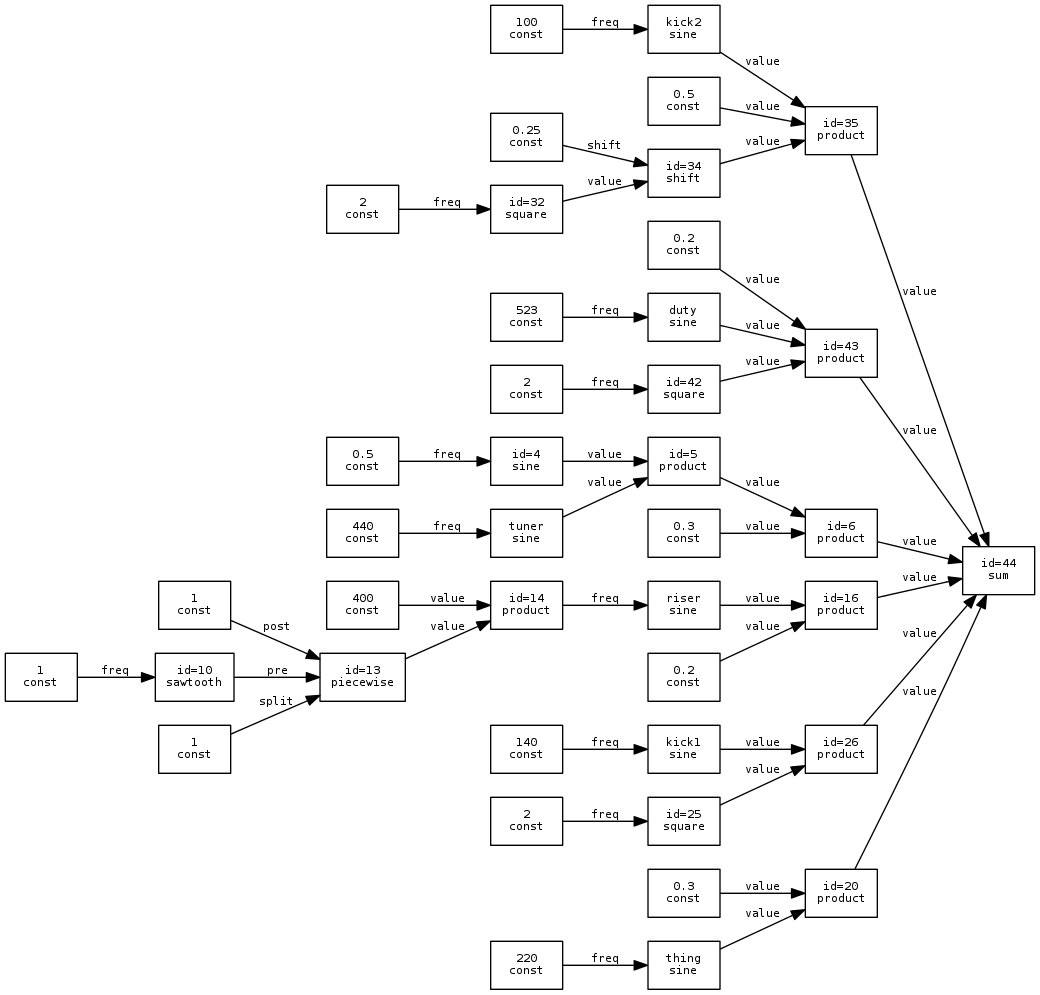 100
const
freq
kick2
sine
value
0.5
const
value
id=35
product
0.25
const
shift
id=34
shift
value
2
const
freq
id=32
square
value
0.2
const
value
value
523
const
freq
duty
sine
value
id=43
product
2
const
freq
id=42
square
value
value
0.5
const
freq
id=4
sine
value
id=5
product
value
440
const
freq
tuner
sine
value
0.3
const
value
id=6
product
value
id=44
sum
1
const
post
400
const
value
id=14
product
freq
riser
sine
value
id=16
product
value
1
const
freq
id=10
sawtooth
pre
id=13
piecewise
value
0.2
const
value
1
const
split
140
const
freq
kick1
sine
value
id=26
product
value
2
const
freq
id=25
square
value
0.3
const
value
id=20
product
value
220
const
freq
thing
sine
value